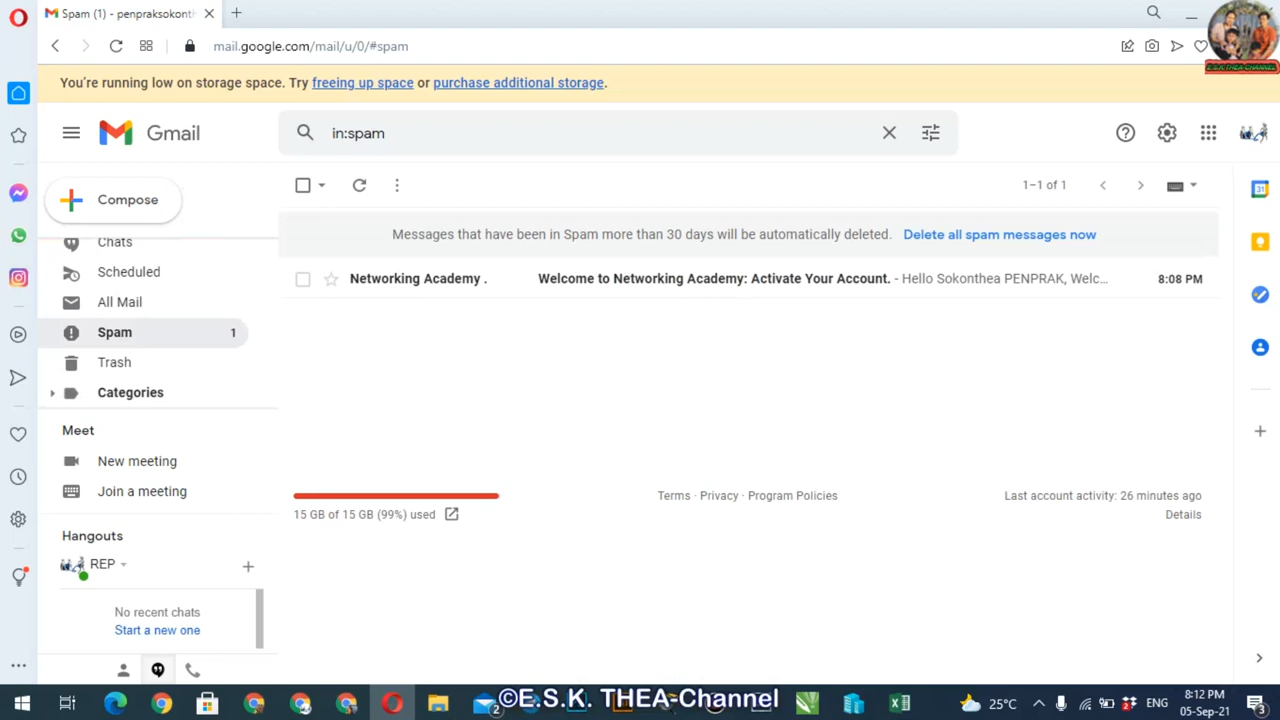 Spam (1) - penpraksokonth
mail.google.com/mail/u/0/#spam
E.S.K.THEA-CHANNEL
You're running low on storage space. Try freeing up space or purchase additional storage.
Gmail
in:spam
Compose
1–1 of 1
31
Chats
Messages that have been in Spam more than 30 days will be automatically deleted. Delete all spam messages now
Scheduled
Networking Academy . Welcome to Networking Academy: Activate Your Account. - Hello Sokonthea PENPRAK, Welc... 8:08 PM
All Mail
Spam 1
Trash
Categories
Meet
New meeting
Join a meeting
Terms · Privacy · Program Policies
Last account activity: 26 minutes ago
15 GB of 15 GB (99%) used
Details
Hangouts
REP
No recent chats
Start a new one
2
©E.S.K. THEA-Channel
25°C
ENG
8:12 PM
05-Sep-21
3